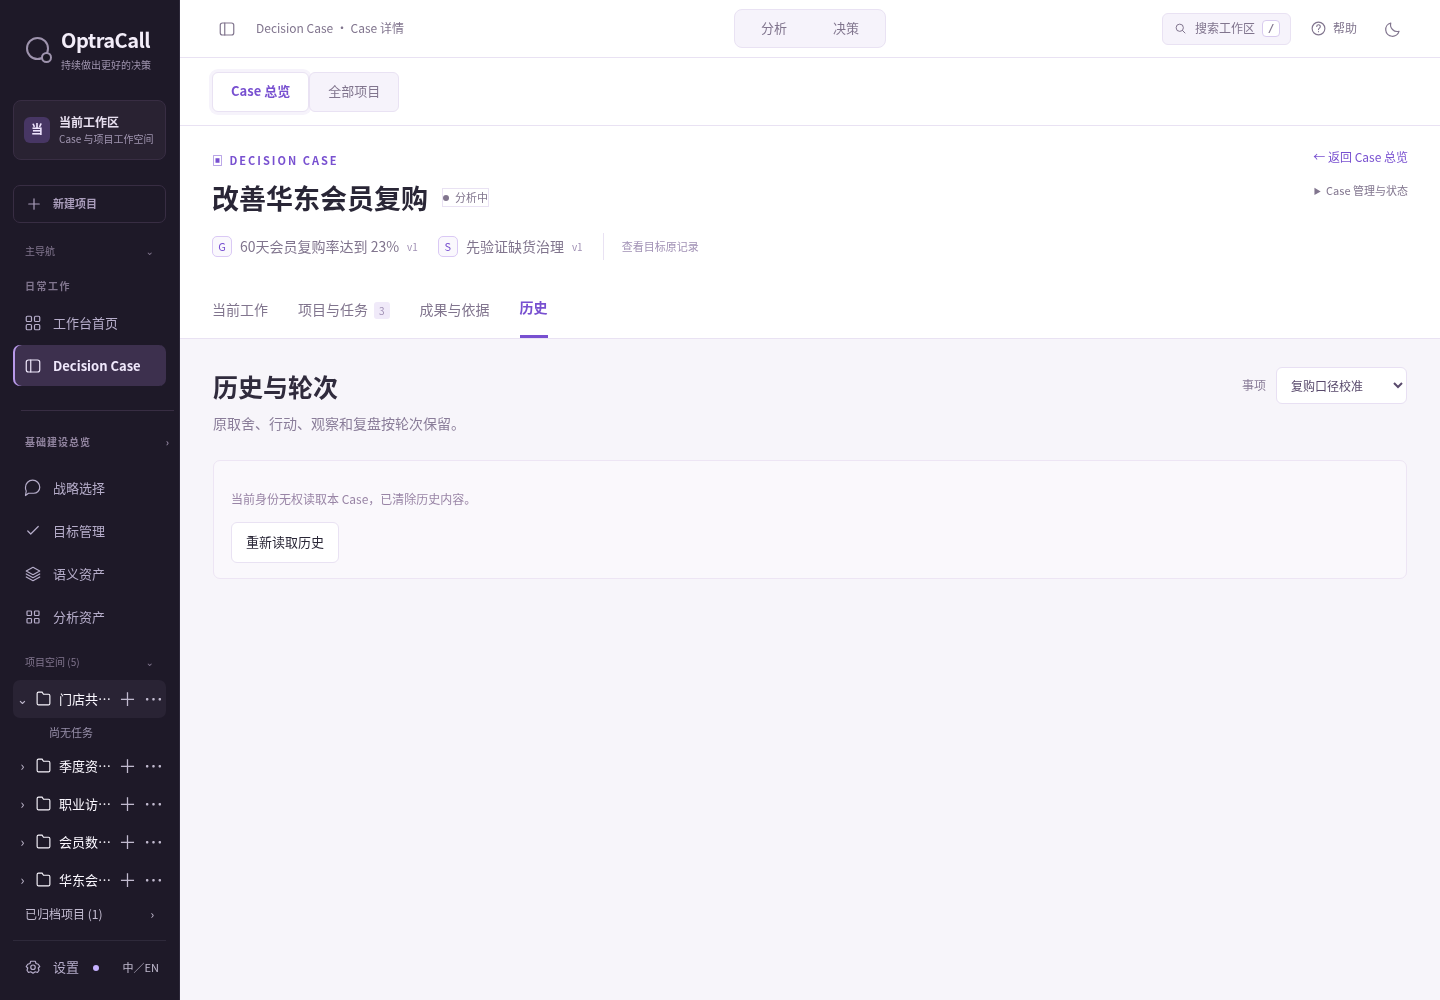 OptraCall
持续做出更好的决策
当 当前工作区
Case 与项目工作空间
新建项目
主导航
日常工作
工作台首页
Decision Case
基础建设总览
战略选择
目标管理
语义资产
分析资产
项目空间 (5)
门店共…
尚无任务
季度资…
职业访…
会员数…
华东会…
已归档项目 (1)
设置 中／EN
Decision Case • Case 详情
分析 决策
搜索工作区 /
帮助
Case 总览 全部项目
DECISION CASE
← 返回 Case 总览
改善华东会员复购 分析中
Case 管理与状态
G 60天会员复购率达到 23% v1 S 先验证缺货治理 v1 查看目标原记录
当前工作 项目与任务 3 成果与依据 历史
历史与轮次
事项 复购口径校准
原取舍、行动、观察和复盘按轮次保留。
当前身份无权读取本 Case，已清除历史内容。
重新读取历史